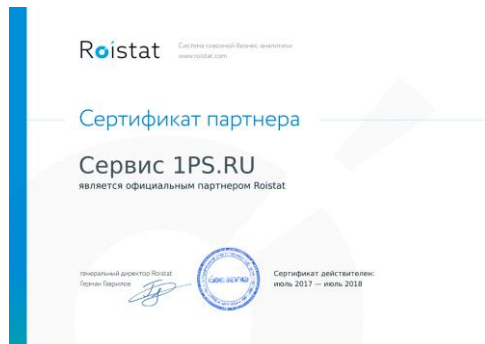 Roistat
Система сквозной бизнес-аналитики
www.roistat.com
Сертификат партнера
Сервис 1PS.RU
является официальным партнером Roistat
генеральный директор Roistat
Герман Гаврилов
Сертификат действителен:
июль 2017 — июль 2018